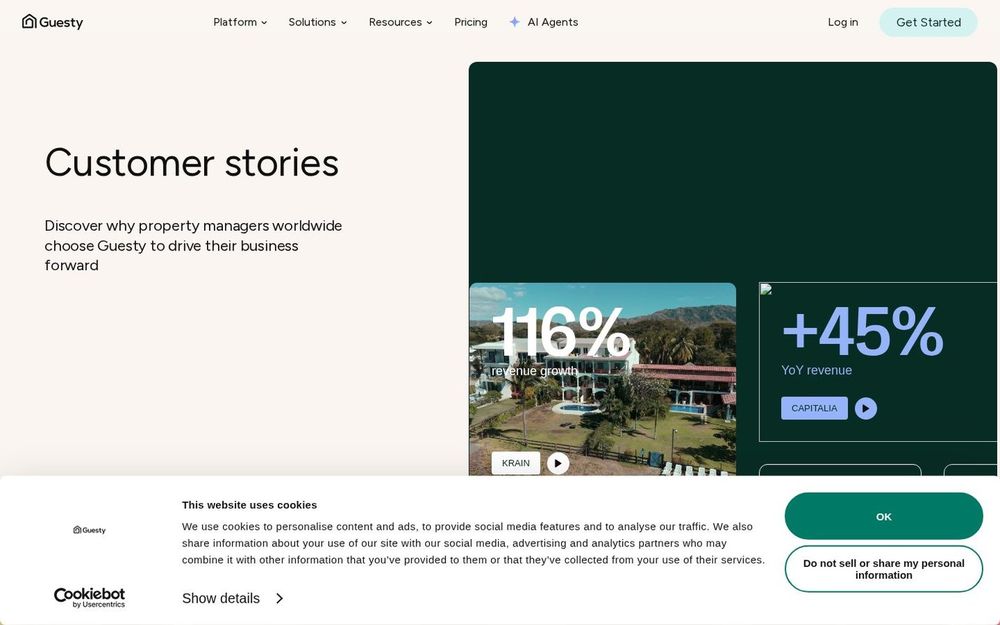 Guesty
Platform
Solutions
Resources
Pricing
AI Agents
Log in
Get Started
Customer stories
Discover why property managers worldwide
choose Guesty to drive their business
forward
116%
revenue growth
KRAIN
+45%
YoY revenue
CAPITALIA
Guesty
Cookiebot
by Usercentrics
This website uses cookies
We use cookies to personalise content and ads, to provide social media features and to analyse our traffic. We also
share information about your use of our site with our social media, advertising and analytics partners who may
combine it with other information that you've provided to them or that they've collected from your use of their services.
Show details
OK
Do not sell or share my personal
information